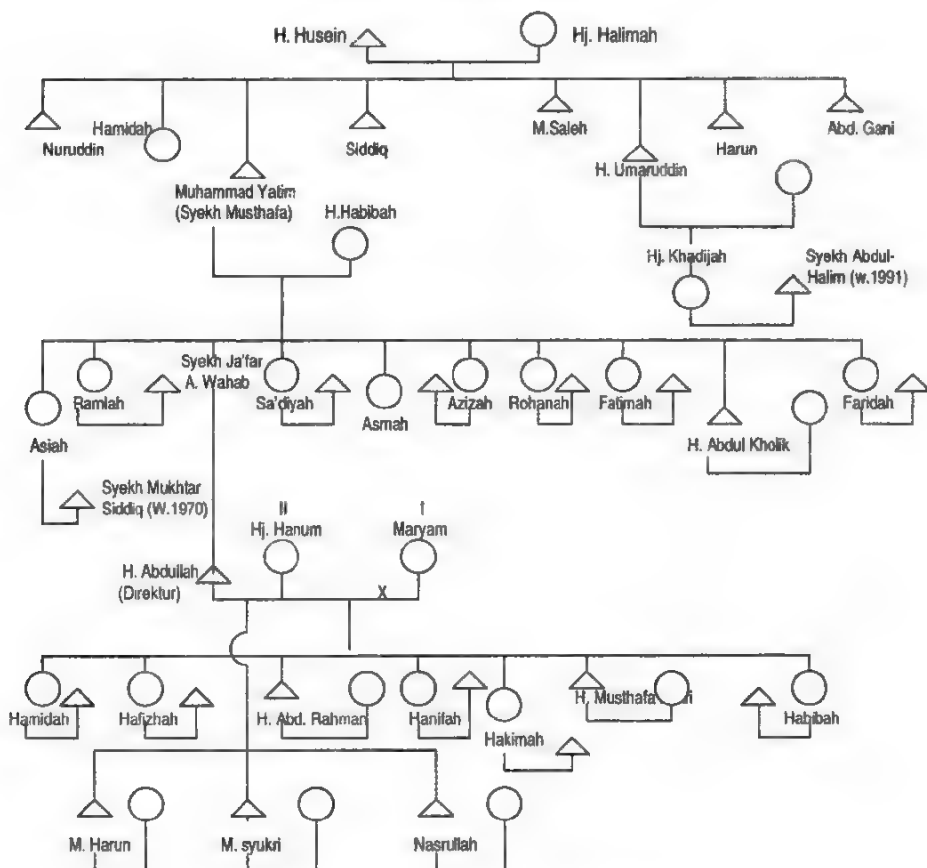 H. Husein
Hj. Halimah
Nuruddin
Hamidah
Muhammad Yatim
(Syekh Musthafa)
Siddiq
M.Saleh
H. Umaruddin
Harun
Abd. Gani
H.Habibah
Hj. Khadijah
Syekh Abdul-
Halim (w.1991)
Asiah
Ramlah
Syekh Ja'far
A. Wahab
Sa'diyah
Asmah
Azizah
Rohanah
Fatimah
H. Abdul Kholik
Faridah
Syekh Mukhtar
Siddiq (W.1970)
II
Hj. Hanum
I
Maryam
H. Abdullah
(Direktur)
X
Hamidah
Hafizhah
H. Abd. Rahman
Hanifah
Hakimah
H. Musthafa
Habibah
M. Harun
M. syukri
Nasrullah